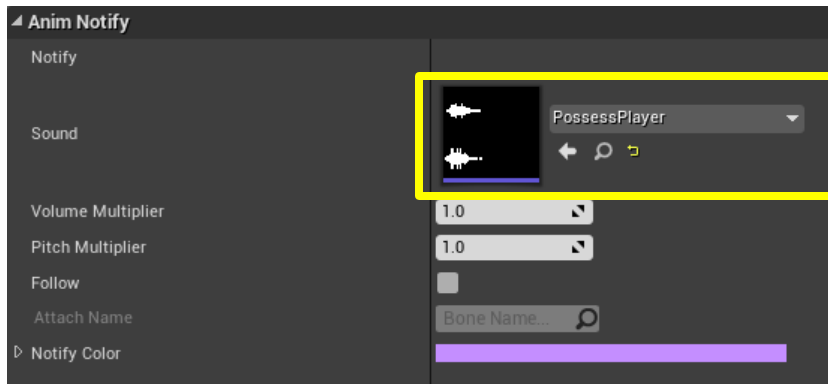 Anim Notify
Notify
Sound
PossessPlayer
Volume Multiplier
1.0
Pitch Multiplier
1.0
Follow
Attach Name
Bone Name...
Notify Color